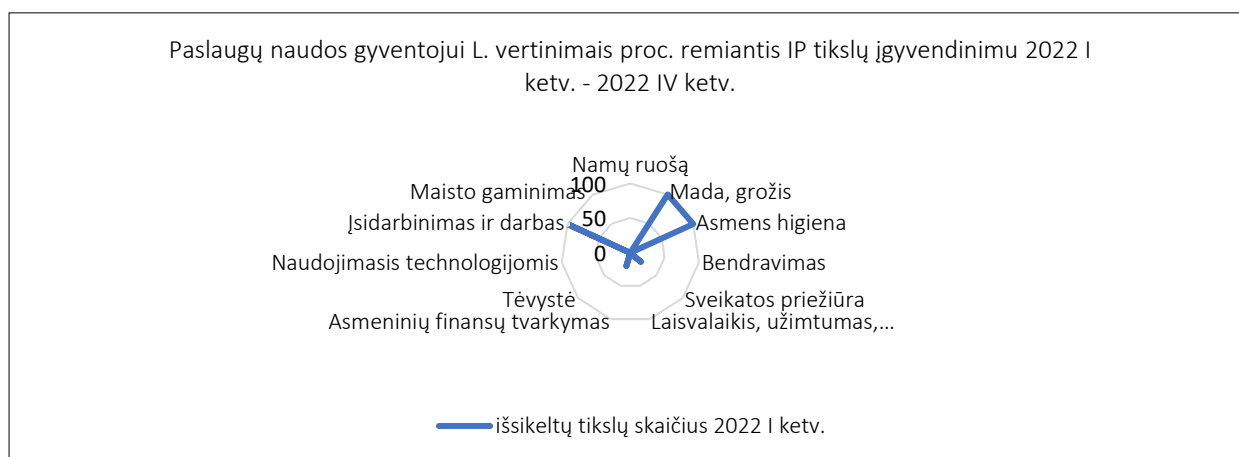 Paslaugų naudos gyventojui L. vertinimais proc. remiantis IP tikslų įgyvendinimu 2022 I
ketv. - 2022 IV ketv.
Namų ruošą
Mada, grožis
Asmens higiena
Bendravimas
Sveikatos priežiūra
Laisvalaikis, užimtumas,...
Asmeninių finansų tvarkymas
Tėvystė
Naudojimasis technologijomis
Įsidarbinimas ir darbas
Maisto gaminimas
100
50
0
išsikeltų tikslų skaičius 2022 I ketv.